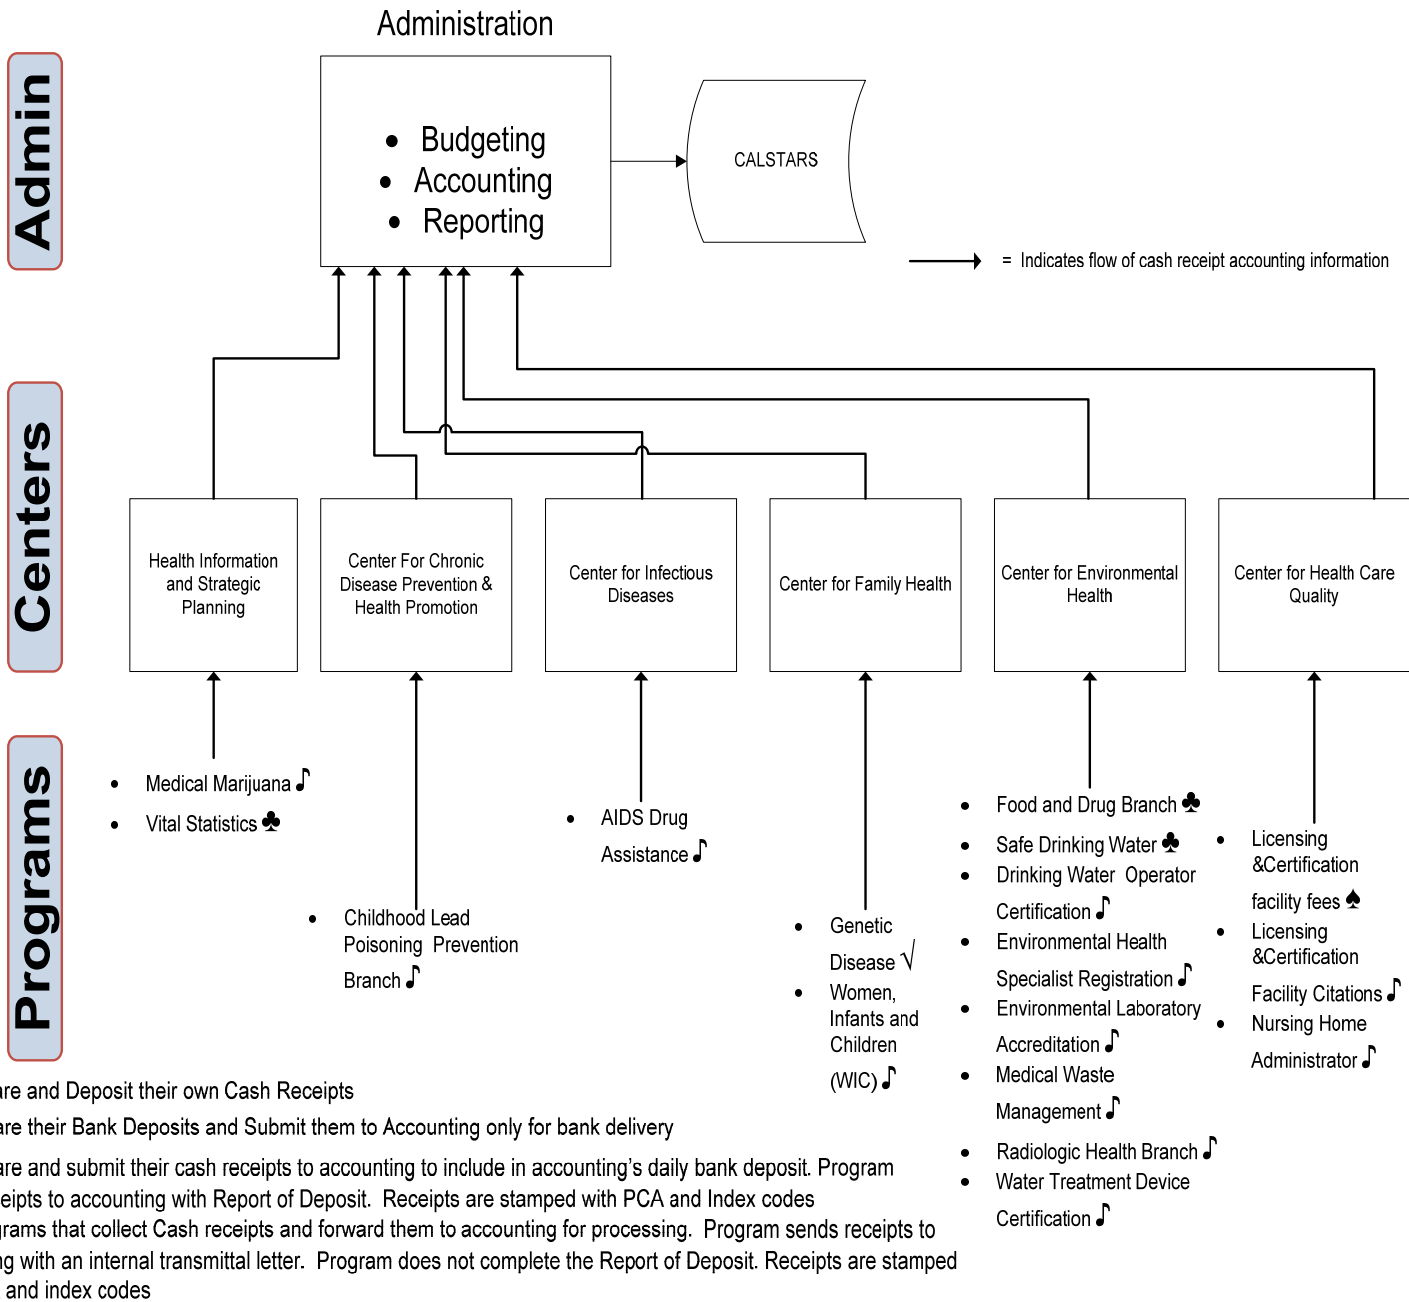 Administration
Admin
• Budgeting
• Accounting
• Reporting
CALSTARS
= Indicates flow of cash receipt accounting information
Centers
Health Information
and Strategic
Planning
Center For Chronic
Disease Prevention &
Health Promotion
Center for Infectious
Diseases
Center for Family Health
Center for Environmental
Health
Center for Health Care
Quality
Programs
• Medical Marijuana ♪
• Vital Statistics ♣
• Childhood Lead
Poisoning Prevention
Branch ♪
• AIDS Drug
Assistance ♪
• Genetic
Disease √
• Women,
Infants and
Children
(WIC) ♪
• Food and Drug Branch ♣
• Safe Drinking Water ♣
• Drinking Water Operator
Certification ♪
• Environmental Health
Specialist Registration ♪
• Environmental Laboratory
Accreditation ♪
• Medical Waste
Management ♪
• Radiologic Health Branch ♪
• Water Treatment Device
Certification ♪
• Licensing
&Certification
facility fees ♠
• Licensing
&Certification
Facility Citations ♪
• Nursing Home
Administrator ♪
are and Deposit their own Cash Receipts
are their Bank Deposits and Submit them to Accounting only for bank delivery
are and submit their cash receipts to accounting to include in accounting's daily bank deposit. Program
eipts to accounting with Report of Deposit. Receipts are stamped with PCA and Index codes
grams that collect Cash receipts and forward them to accounting for processing. Program sends receipts to
ng with an internal transmittal letter. Program does not complete the Report of Deposit. Receipts are stamped
and index codes